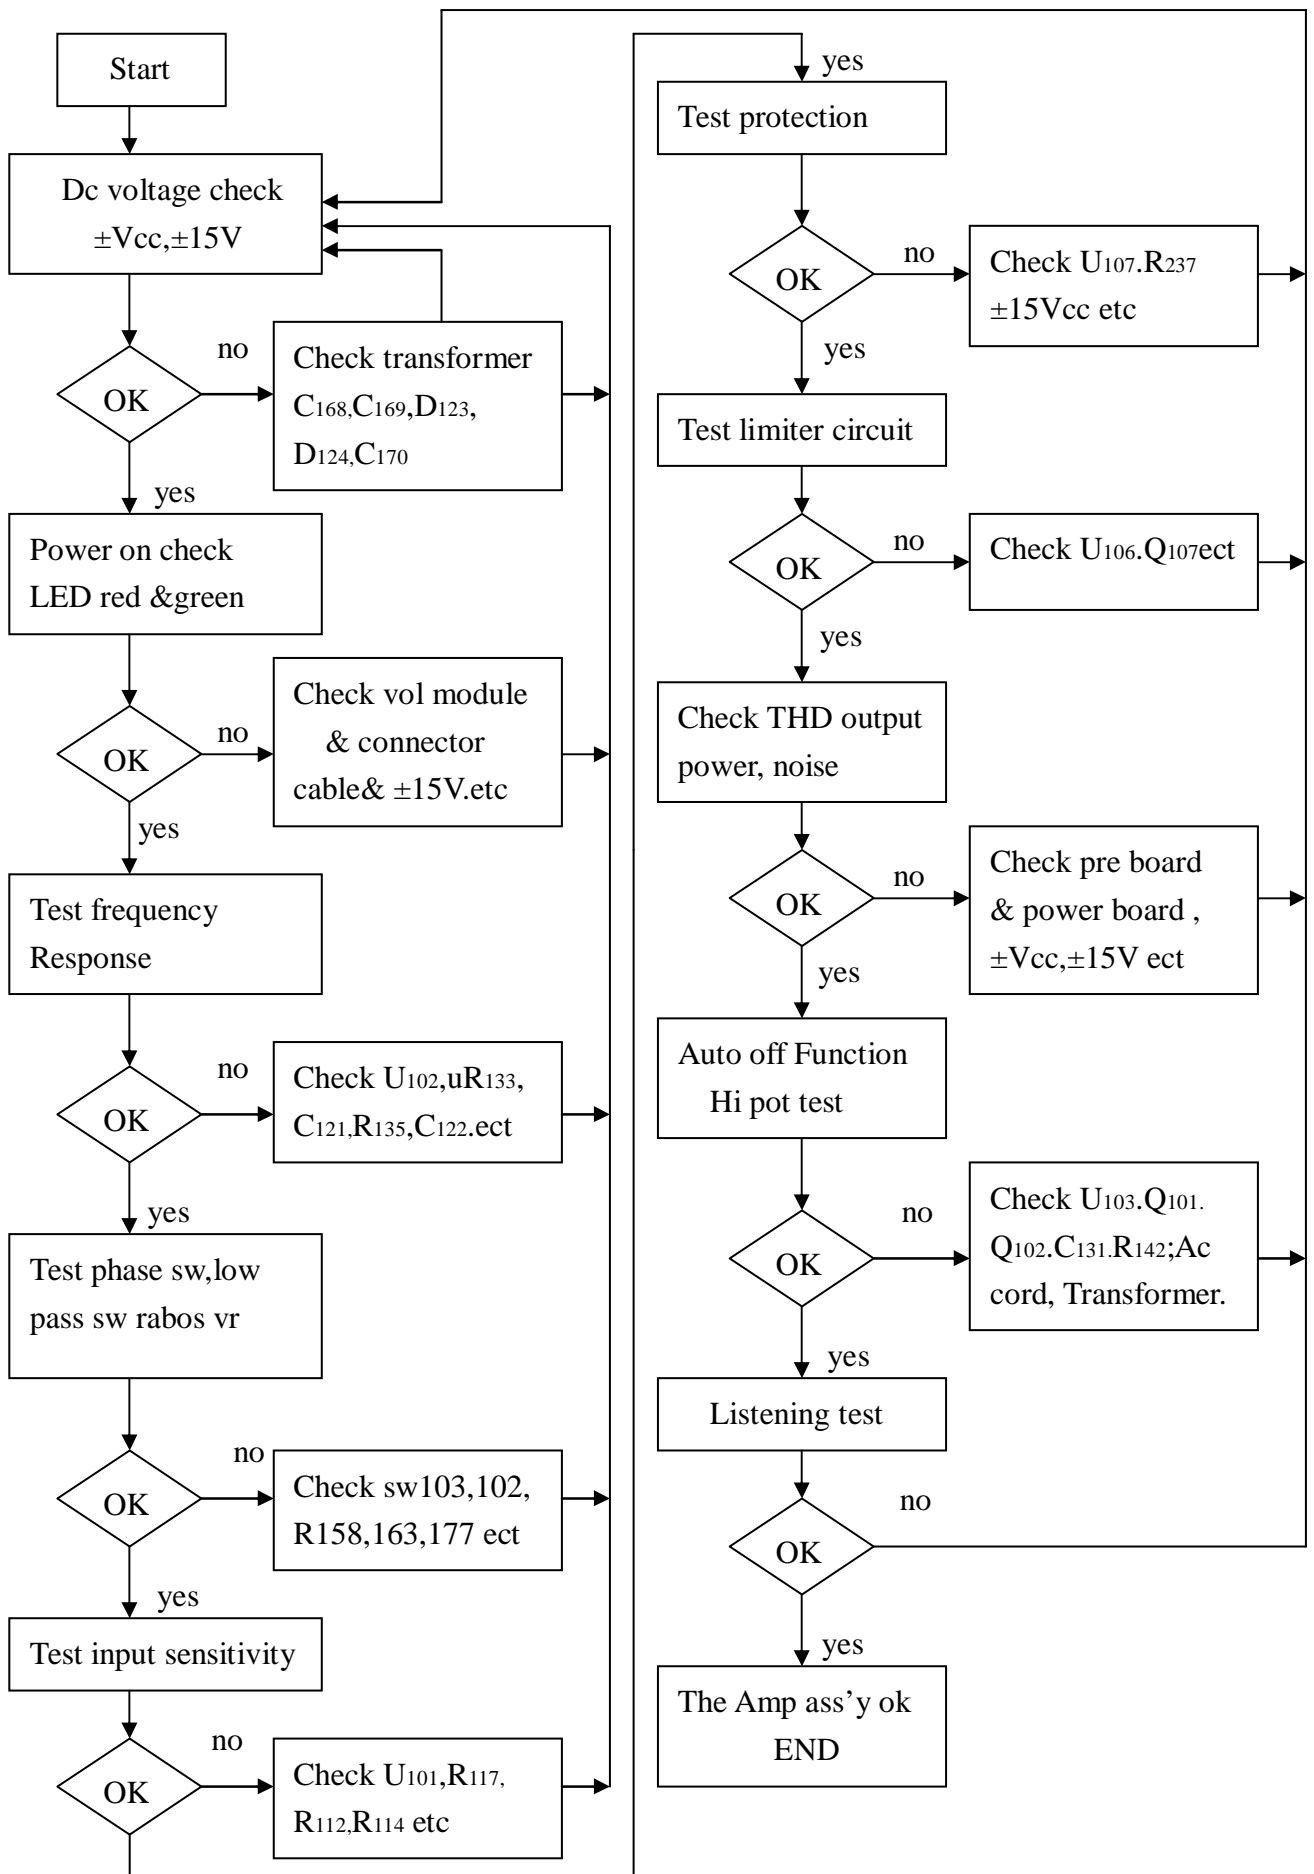 Start
Dc voltage check
±Vcc,±15V
OK
no
Check transformer
C168,C169,D123,
D124,C170
yes
Power on check
LED red &green
OK
no
Check vol module
& connector
cable& ±15V.etc
yes
Test frequency
Response
OK
no
Check U102,uR133,
C121,R135,C122.ect
yes
Test phase sw,low
pass sw rabos vr
OK
no
Check sw103,102,
R158,163,177 ect
yes
Test input sensitivity
OK
no
Check U101,R117,
R112,R114 etc
yes
Test protection
OK
no
Check U107.R237
±15Vcc etc
yes
Test limiter circuit
OK
no
Check U106.Q107ect
yes
Check THD output
power, noise
OK
no
Check pre board
& power board ,
±Vcc,±15V ect
yes
Auto off Function
Hi pot test
OK
no
Check U103.Q101.
Q102.C131.R142;Ac
cord, Transformer.
yes
Listening test
OK
no
yes
The Amp ass’y ok
END